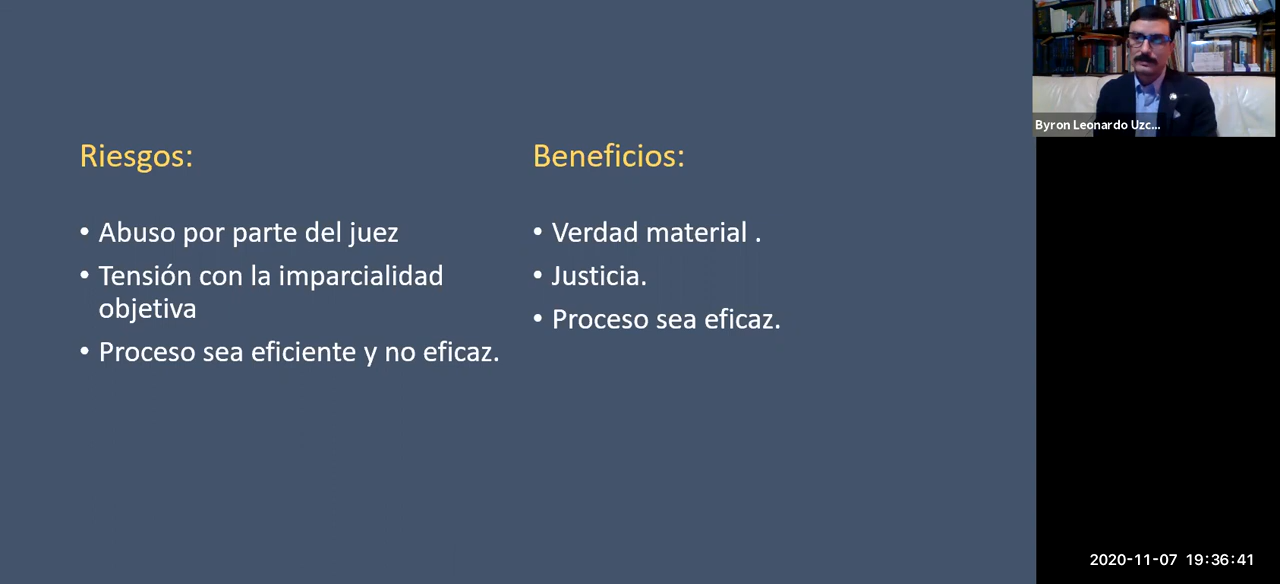 Riesgos:
• Abuso por parte del juez
• Tensión con la imparcialidad
objetiva
• Proceso sea eficiente y no eficaz.
Beneficios:
• Verdad material .
• Justicia.
• Proceso sea eficaz.
Byron Leonardo Uzc...
2020-11-07 19:36:41